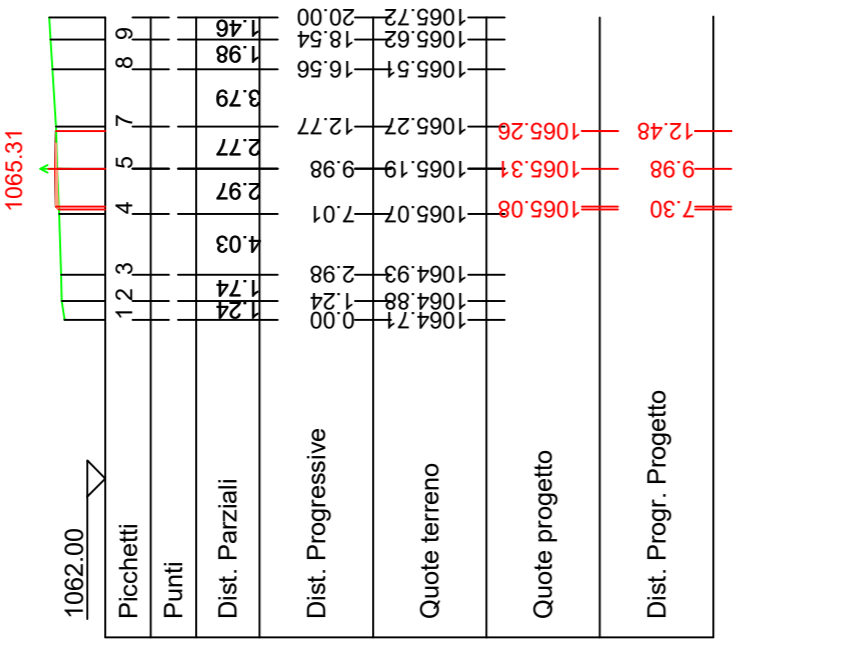 1065.31
1062.00
Picchetti 1 2 3 4 5 7 8 9
Punti
Dist. Parziali 1.24 1.74 4.03 2.97 2.77 3.79 1.98 1.46
Dist. Progressive 0.00 1.24 2.98 7.01 9.98 12.77 16.56 18.54 20.00
Quote terreno 1064.71 1064.88 1064.93 1065.07 1065.19 1065.27 1065.51 1065.62 1065.72
Quote progetto 1065.08 1065.31 1065.26
Dist. Progr. Progetto 7.30 9.98 12.48